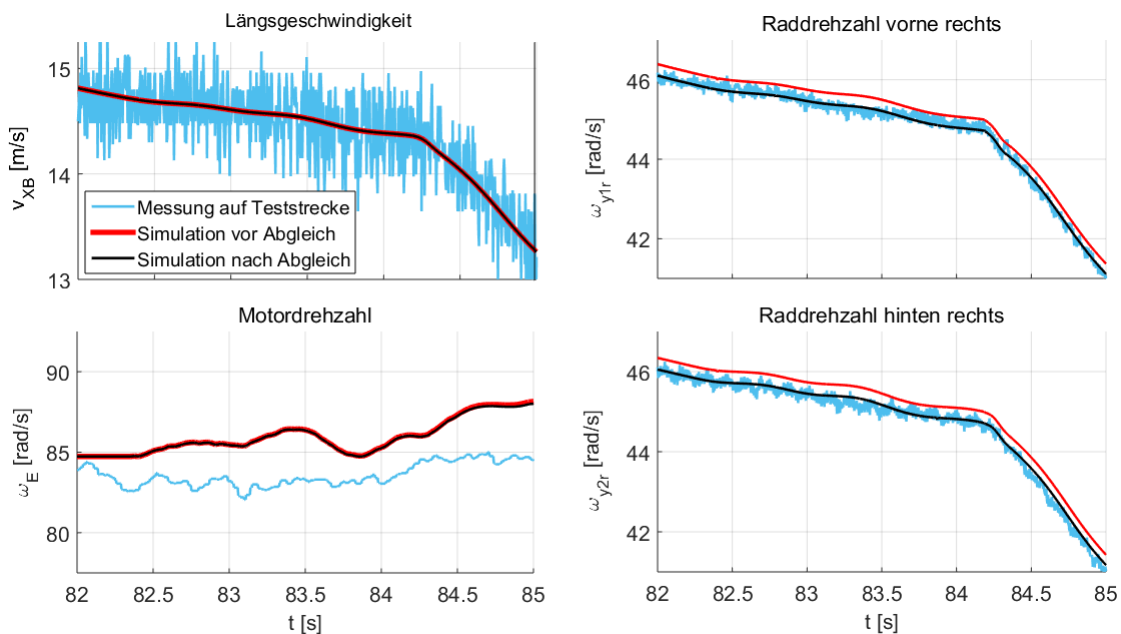 Längsgeschwindigkeit
15
14
13
v_XB [m/s]
Messung auf Teststrecke
Simulation vor Abgleich
Simulation nach Abgleich
Raddrehzahl vorne rechts
46
44
42
ω_y1r [rad/s]
Motordrehzahl
90
85
80
ω_E [rad/s]
82 82.5 83 83.5 84 84.5 85
t [s]
Raddrehzahl hinten rechts
46
44
42
ω_y2r [rad/s]
82 82.5 83 83.5 84 84.5 85
t [s]